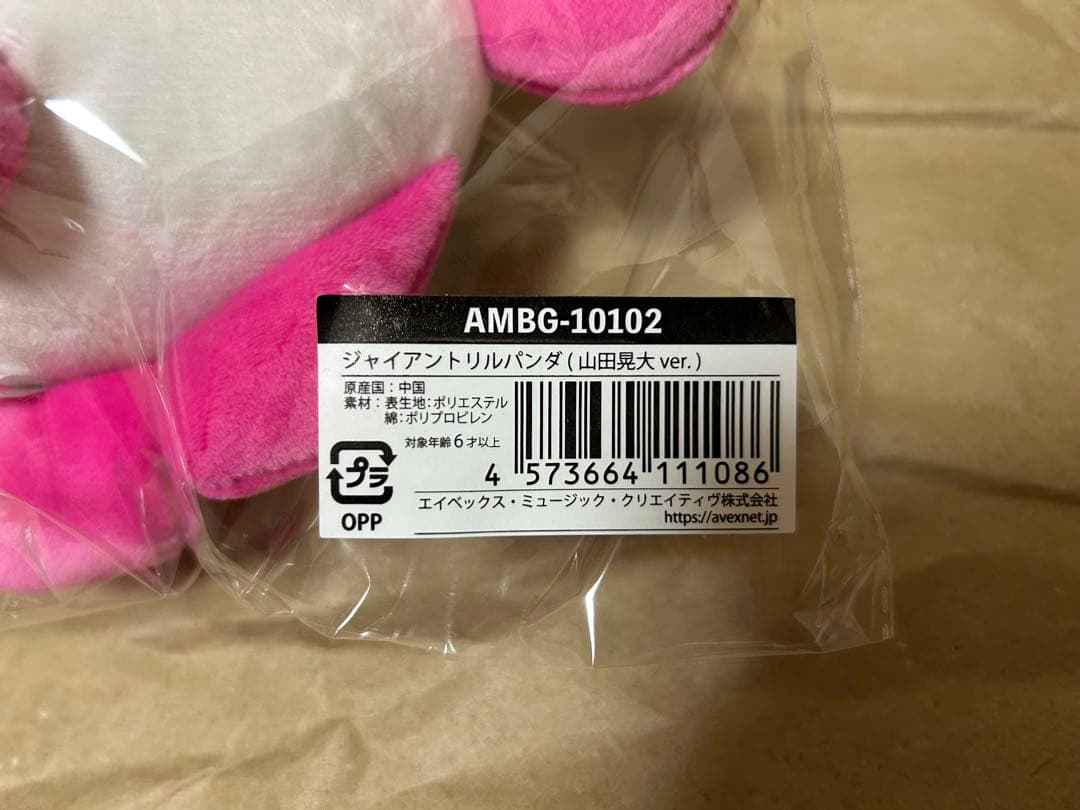 AMBG-10102
ジャイアントリルパンダ ( 山田晃大 ver. )
原産国：中国
素材：表生地：ポリエステル
綿：ポリプロピレン
対象年齢6才以上
プラ
OPP
4 573664 111086
エイベックス・ミュージック・クリエイティヴ株式会社
https://avexnet.jp